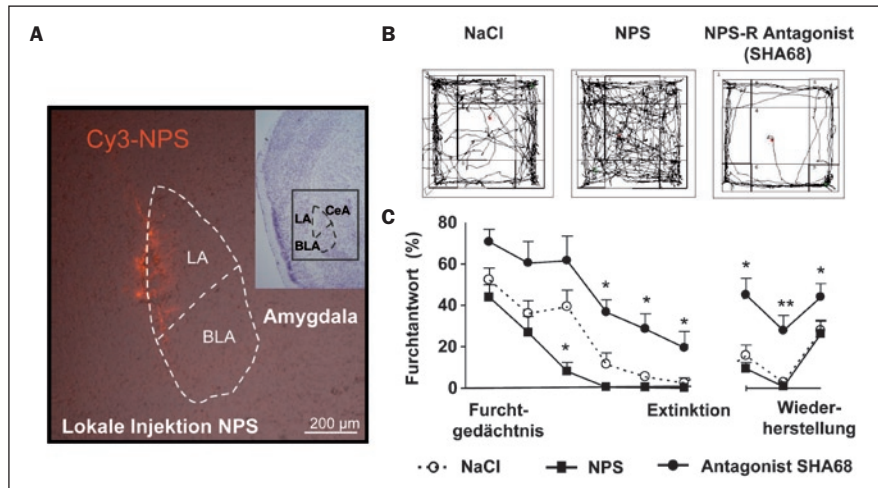 A
Cy3-NPS
LA
CeA
BLA
LA
Amygdala
BLA
Lokale Injektion NPS
200 µm
B
NaCl
NPS
NPS-R Antagonist
(SHA68)
C
Furchtantwort (%)
80
60
40
20
0
*
*
*
*
*
**
*
Furcht-
gedächtnis
Extinktion
Wieder-
herstellung
NaCl
NPS
Antagonist SHA68